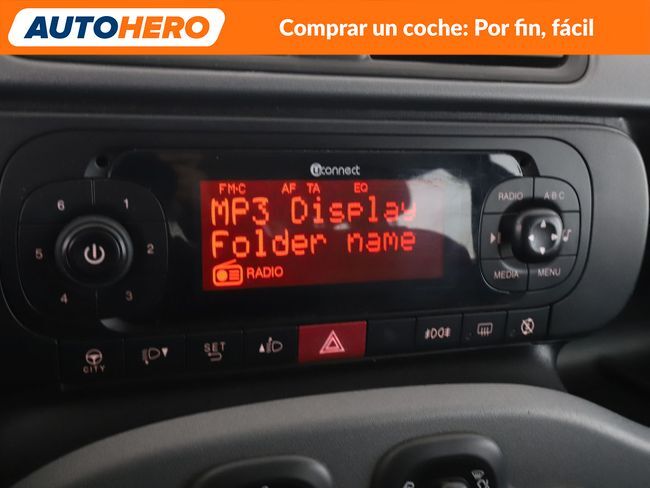 AUTOHERO
Comprar un coche: Por fin, fácil
uconnect
FM·C AF TA EQ
MP3 Display
Folder name
RADIO
6 1
5 2
4 3
RADIO A·B·C
MEDIA MENU
CITY
SET